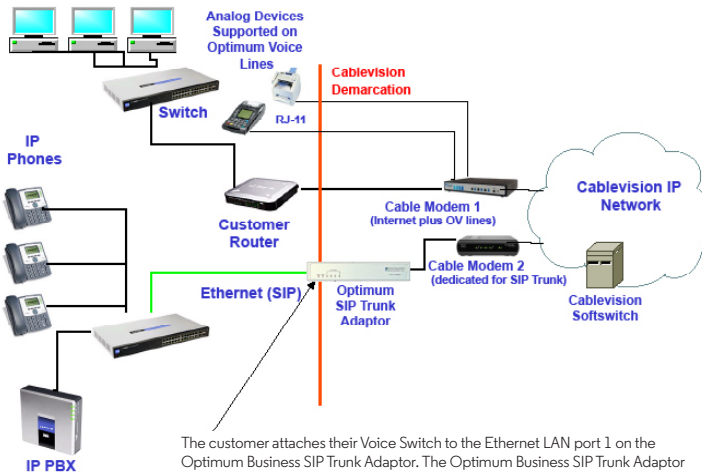 Analog Devices
Supported on
Optimum Voice
Lines
Cablevision
Demarcation
Switch
RJ-11
IP
Phones
Cablevision IP
Network
Cable Modem 1
(Internet plus OV lines)
Customer
Router
Cable Modem 2
(dedicated for SIP Trunk)
Ethernet (SIP)
Optimum
SIP Trunk
Adaptor
Cablevision
Softswitch
The customer attaches their Voice Switch to the Ethernet LAN port 1 on the
Optimum Business SIP Trunk Adaptor. The Optimum Business SIP Trunk Adaptor
IP PBX